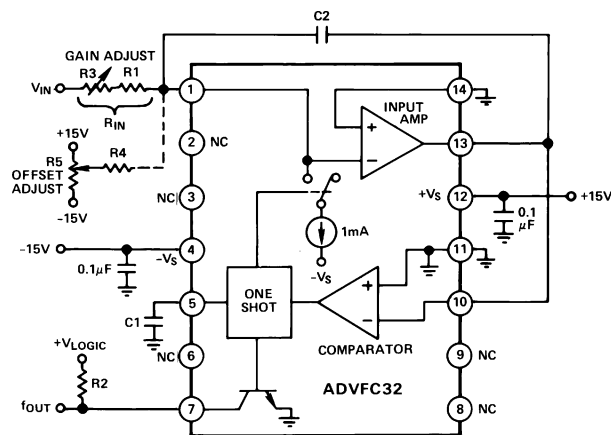 C2
GAIN ADJUST
R3 R1
VIN
RIN
1
14
INPUT
AMP
+
−
13
+15V
2
NC
R5
R4
OFFSET
ADJUST
−15V
+VS
12
+15V
0.1
µF
NC
3
1mA
−VS
−15V
−VS
4
0.1µF
11
5
C1
ONE
SHOT
+
−
10
COMPARATOR
+VLOGIC
NC
6
9
NC
R2
ADVFC32
fOUT
7
8
NC